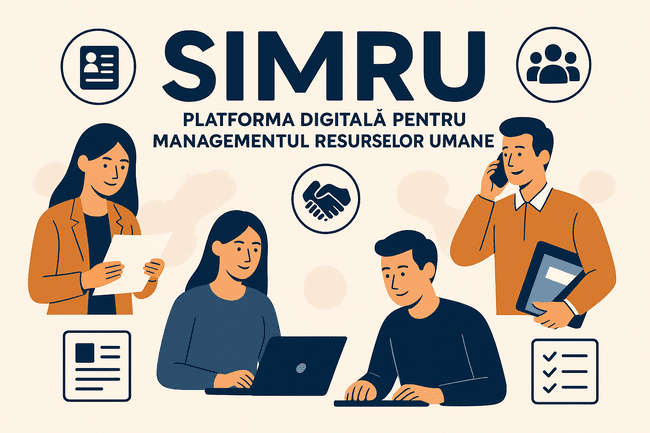 SIMRU
PLATFORMA DIGITALĂ PENTRU
MANAGEMENTUL RESURSELOR UMANE